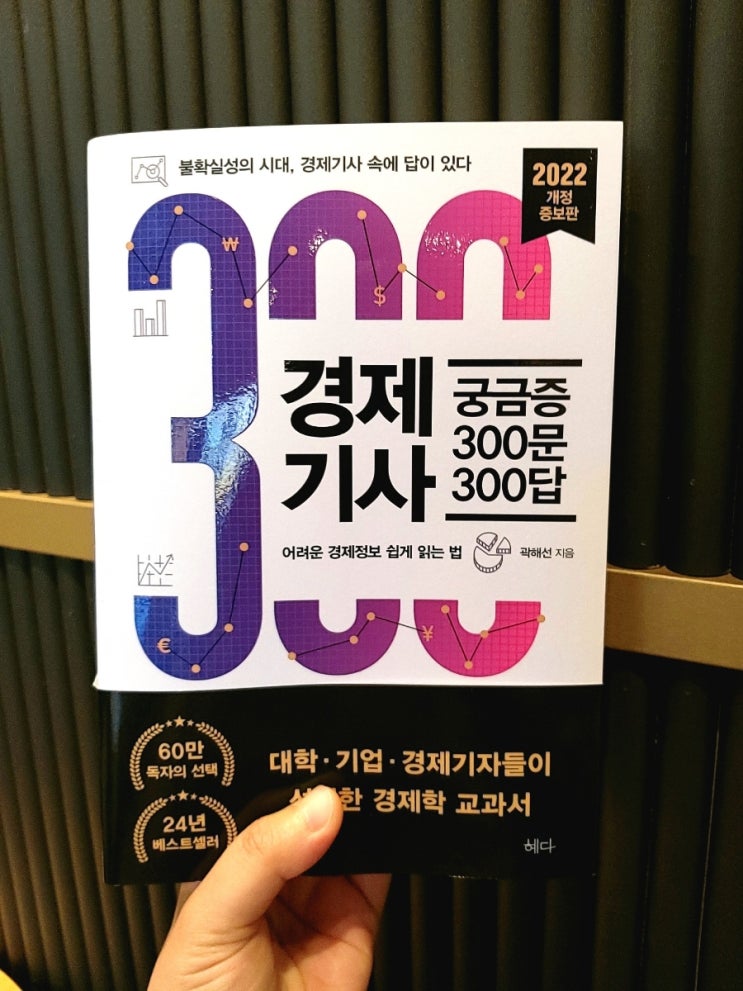 불확실성의 시대, 경제기사 속에 답이 있다
2022
개정
증보판
300
₩
$
경제
기사
궁금증
300문
300답
어려운 경제정보 쉽게 읽는 법
곽해선 지음
€
¥
60만
독자의 선택
24년
베스트셀러
대학·기업·경제기자들이
경제학 교과서
혜다